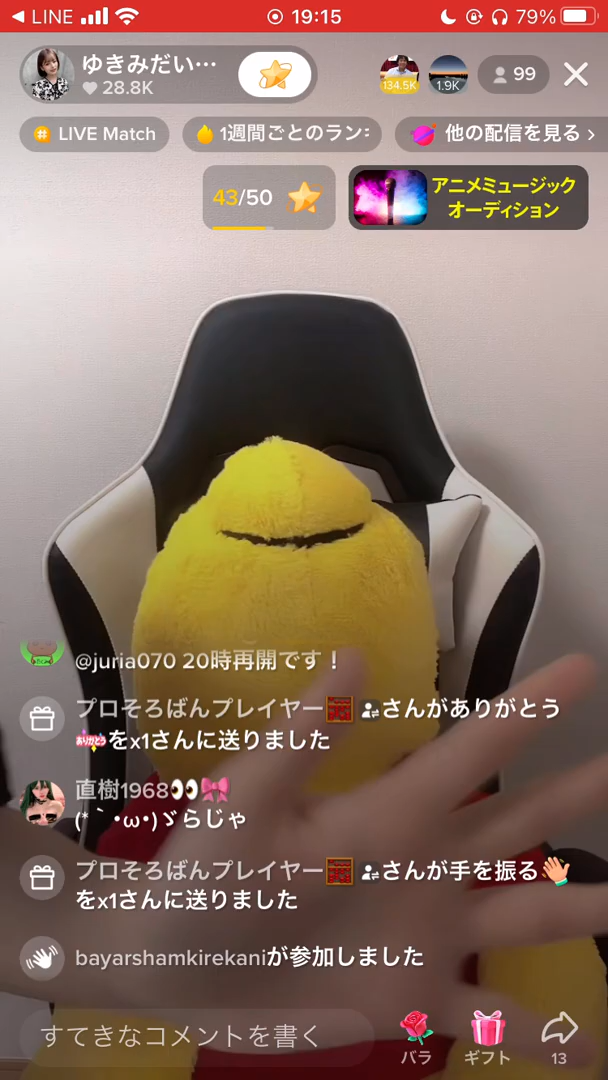 LINE 19:15 79%
ゆきみだい…
28.8K
134.5K
1.9K
99
LIVE Match
1週間ごとのラン
他の配信を見る
43/50
アニメミュージック
オーディション
@juria070 20時再開です！
プロそろばんプレイヤー さんがありがとう
ありがとう をx1さんに送りました
直樹1968👀🎀
(*｀･ω･)ゞらじゃ
プロそろばんプレイヤー さんが手を振る👋
をx1さんに送りました
bayarshamkirekaniが参加しました
すてきなコメントを書く
バラ
ギフト
13